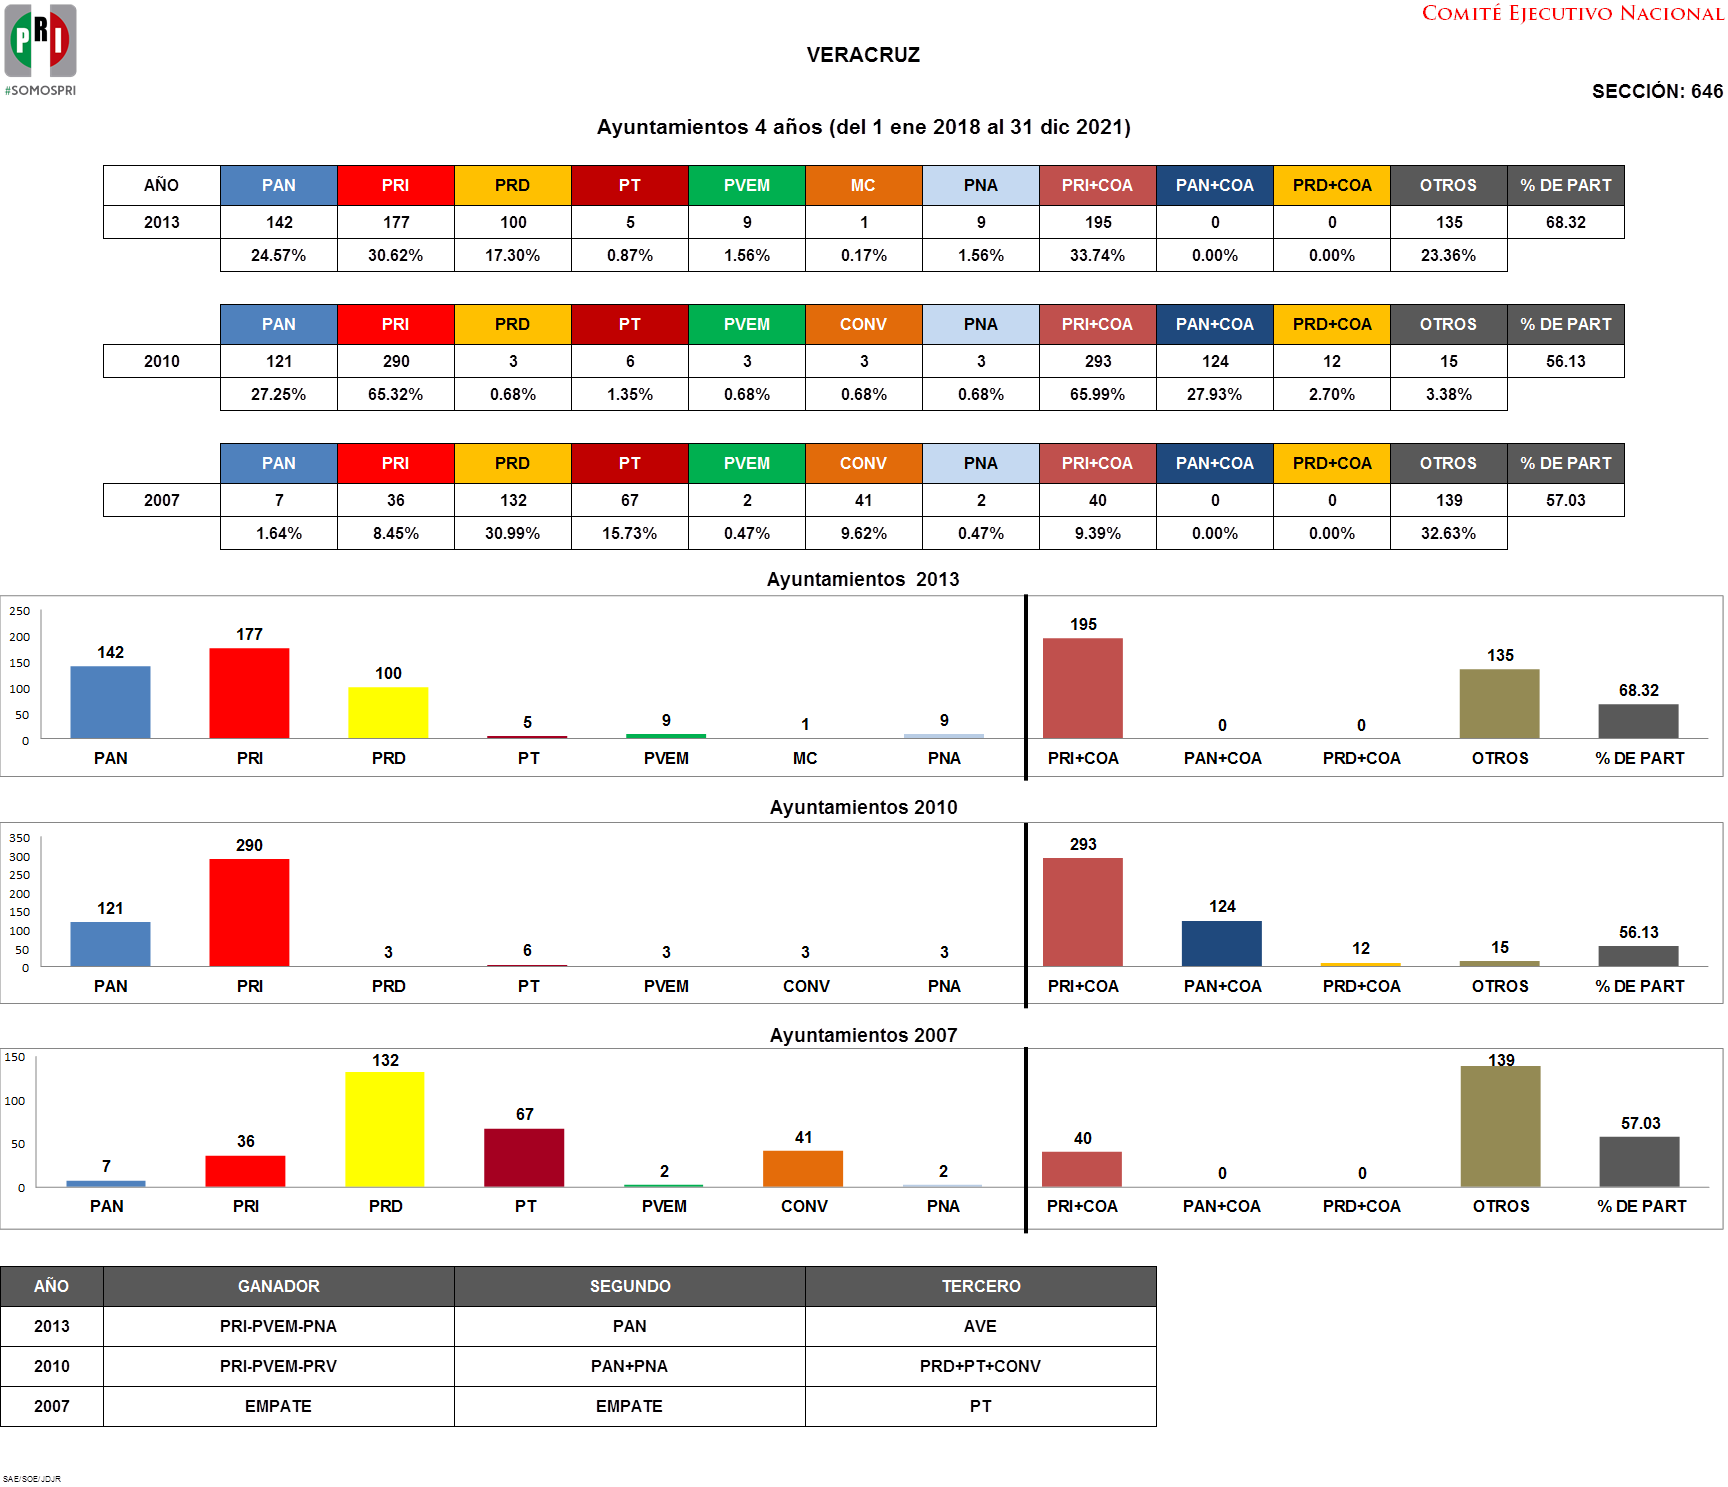 PRI
#SOMOSPRI
COMITÉ EJECUTIVO NACIONAL
VERACRUZ
SECCIÓN: 646
Ayuntamientos 4 años (del 1 ene 2018 al 31 dic 2021)
AÑO PAN PRI PRD PT PVEM MC PNA PRI+COA PAN+COA PRD+COA OTROS % DE PART
2013 142 177 100 5 9 1 9 195 0 0 135 68.32
24.57% 30.62% 17.30% 0.87% 1.56% 0.17% 1.56% 33.74% 0.00% 0.00% 23.36%
PAN PRI PRD PT PVEM CONV PNA PRI+COA PAN+COA PRD+COA OTROS % DE PART
2010 121 290 3 6 3 3 3 293 124 12 15 56.13
27.25% 65.32% 0.68% 1.35% 0.68% 0.68% 0.68% 65.99% 27.93% 2.70% 3.38%
PAN PRI PRD PT PVEM CONV PNA PRI+COA PAN+COA PRD+COA OTROS % DE PART
2007 7 36 132 67 2 41 2 40 0 0 139 57.03
1.64% 8.45% 30.99% 15.73% 0.47% 9.62% 0.47% 9.39% 0.00% 0.00% 32.63%
Ayuntamientos 2013
250
200
150
100
50
0
142 177 100 5 9 1 9 195 0 0 135 68.32
PAN PRI PRD PT PVEM MC PNA PRI+COA PAN+COA PRD+COA OTROS % DE PART
Ayuntamientos 2010
350
300
250
200
150
100
50
0
121 290 3 6 3 3 3 293 124 12 15 56.13
PAN PRI PRD PT PVEM CONV PNA PRI+COA PAN+COA PRD+COA OTROS % DE PART
Ayuntamientos 2007
150
100
50
0
7 36 132 67 2 41 2 40 0 0 139 57.03
PAN PRI PRD PT PVEM CONV PNA PRI+COA PAN+COA PRD+COA OTROS % DE PART
AÑO GANADOR SEGUNDO TERCERO
2013 PRI-PVEM-PNA PAN AVE
2010 PRI-PVEM-PRV PAN+PNA PRD+PT+CONV
2007 EMPATE EMPATE PT
SAE/SOE/JDJR